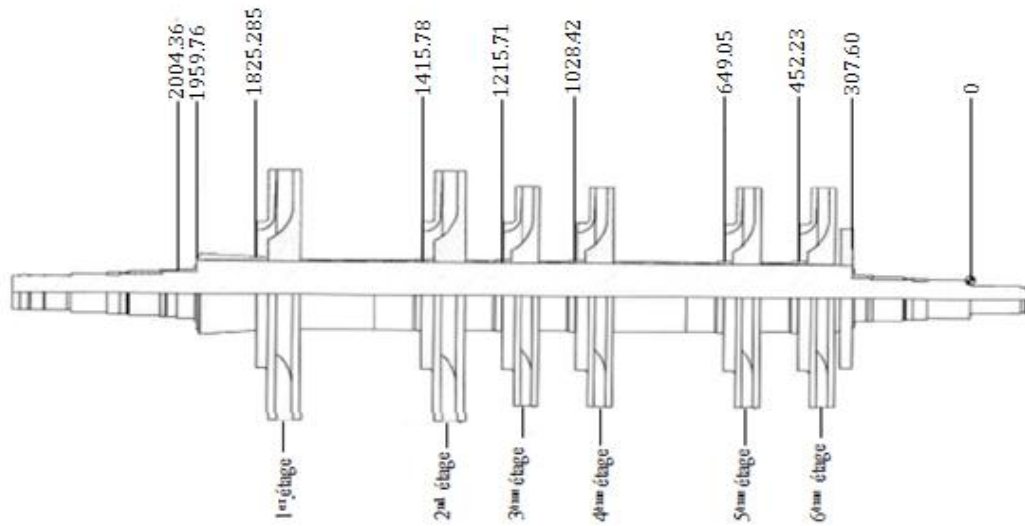 2004.36
1959.76
1825.285
1415.78
1215.71
1028.42
649.05
452.23
307.60
0
1er étage
2nd étage
3ème étage
4ème étage
5ème étage
6ème étage